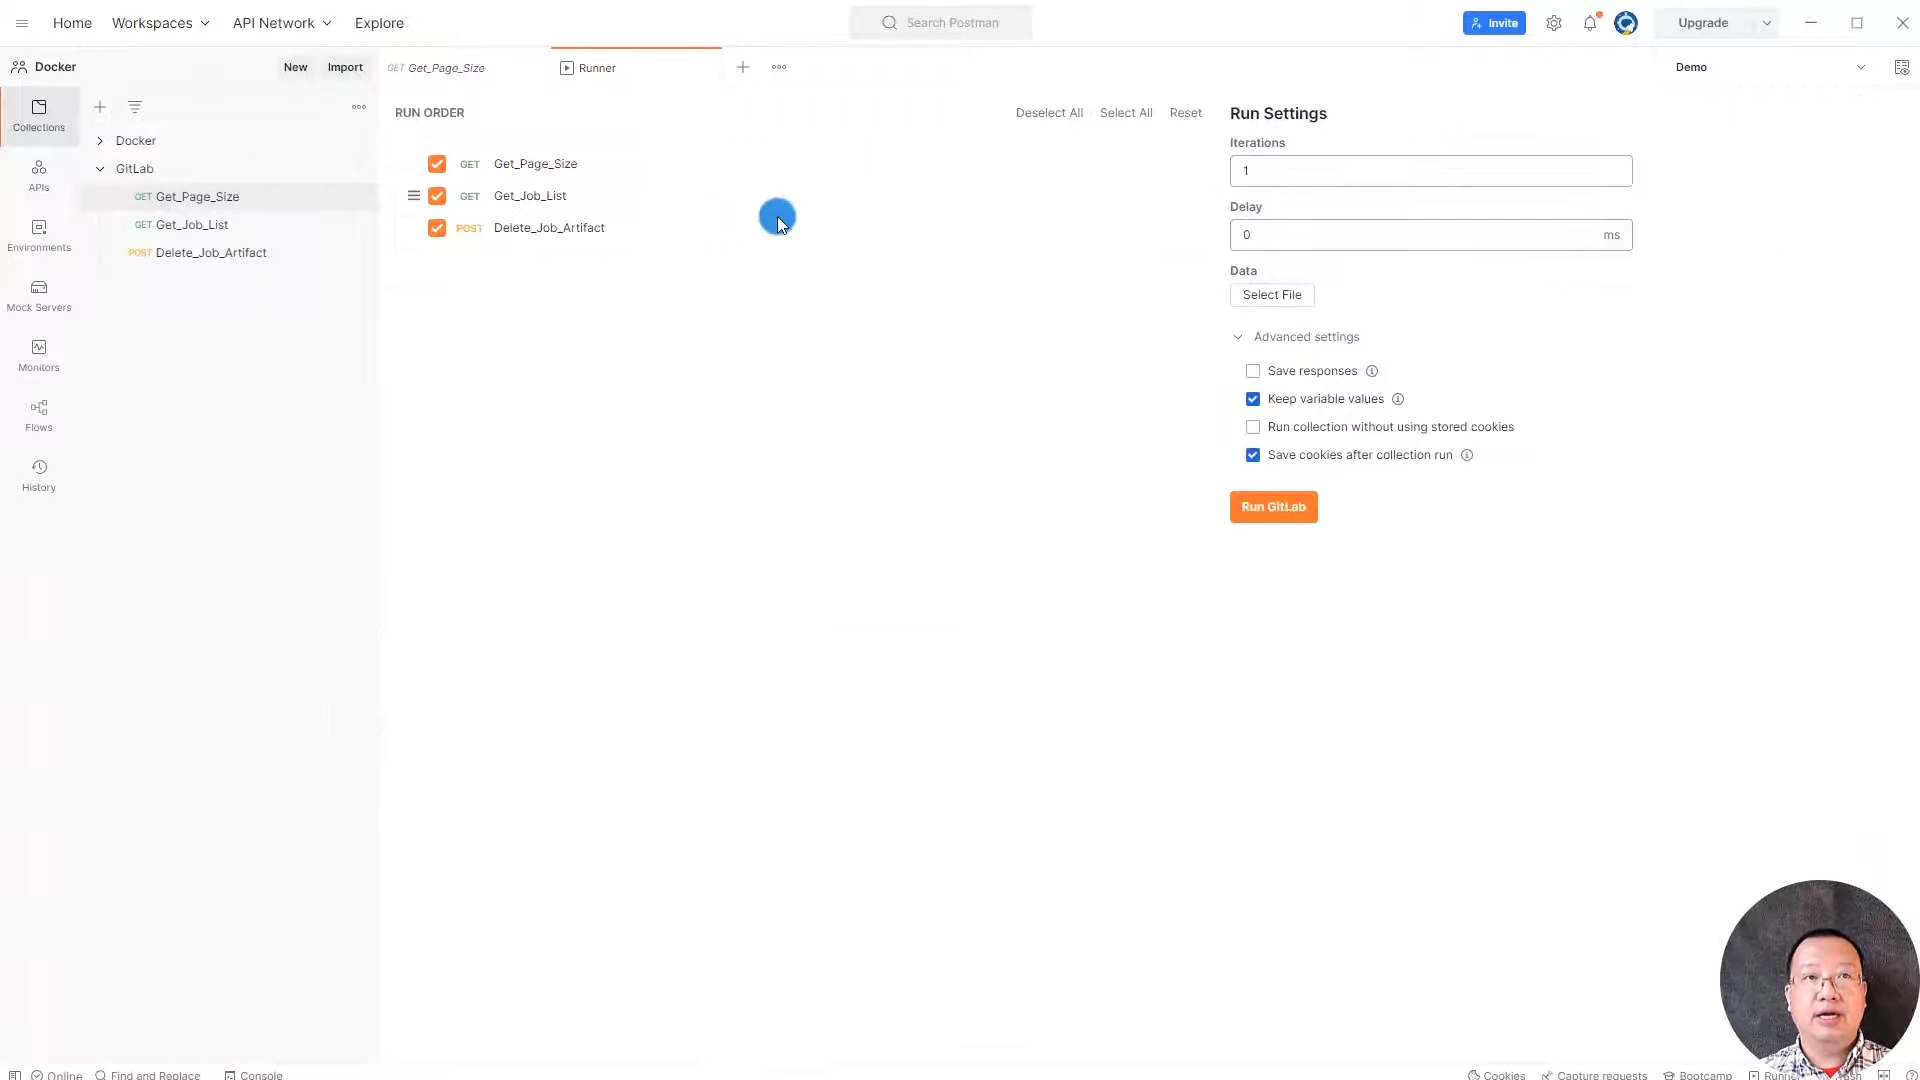 Home Workspaces API Network Explore Search Postman Invite Upgrade
Docker New Import GET Get_Page_Size Runner Demo
Collections
APIs
Environments
Mock Servers
Monitors
Flows
History
Docker
GitLab
GET Get_Page_Size
GET Get_Job_List
POST Delete_Job_Artifact
RUN ORDER Deselect All Select All Reset
GET Get_Page_Size
GET Get_Job_List
POST Delete_Job_Artifact
Run Settings
Iterations
1
Delay
0 ms
Data
Select File
Advanced settings
Save responses
Keep variable values
Run collection without using stored cookies
Save cookies after collection run
Run GitLab
Online Find and Replace Console Cookies Capture requests Bootcamp